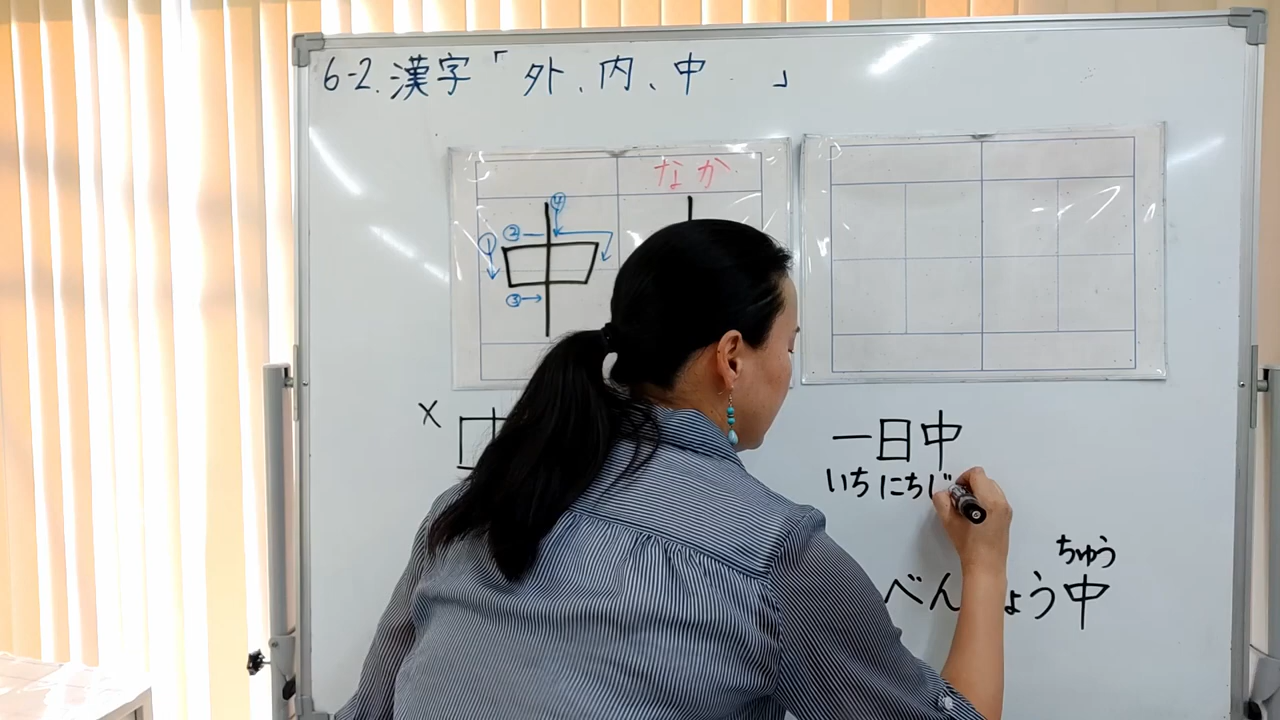 6-2. 漢字「外、内、中　」
なか
① ② ③ ④
中
×
一日中
いちにちじ
ちゅう
べん ょう中